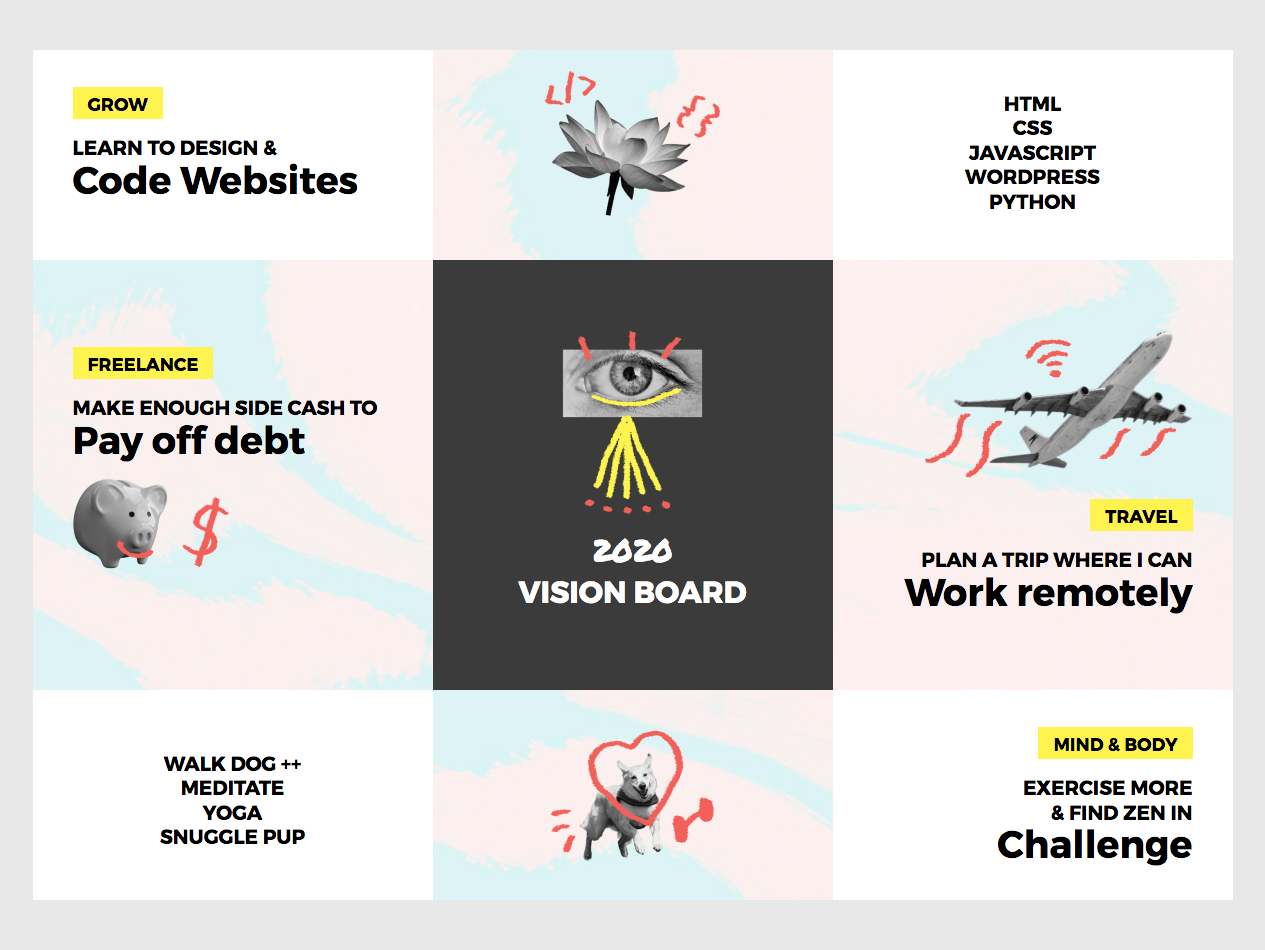 GROW
LEARN TO DESIGN &
Code Websites
</>
{ }
HTML
CSS
JAVASCRIPT
WORDPRESS
PYTHON
FREELANCE
MAKE ENOUGH SIDE CASH TO
Pay off debt
$
2020
VISION BOARD
TRAVEL
PLAN A TRIP WHERE I CAN
Work remotely
WALK DOG ++
MEDITATE
YOGA
SNUGGLE PUP
MIND & BODY
EXERCISE MORE
& FIND ZEN IN
Challenge